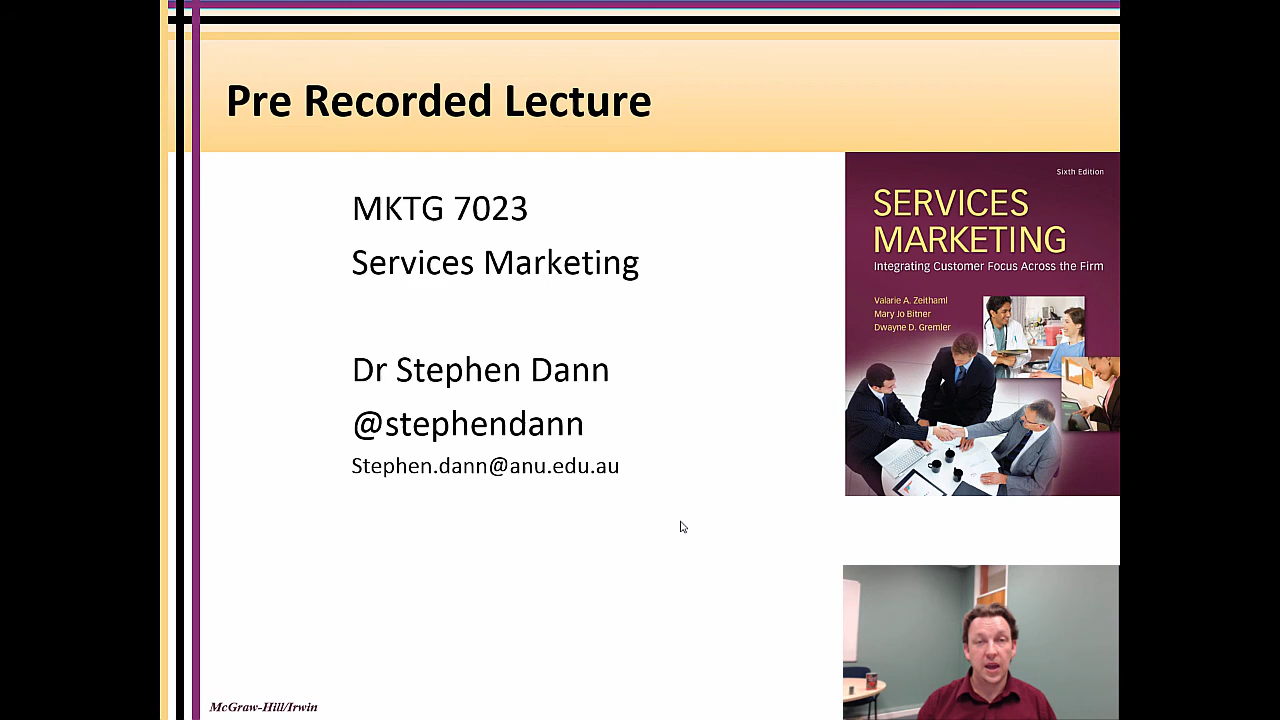 Pre Recorded Lecture
MKTG 7023
Services Marketing
Dr Stephen Dann
@stephendann
Stephen.dann@anu.edu.au
Sixth Edition
SERVICES
MARKETING
Integrating Customer Focus Across the Firm
Valarie A. Zeithaml
Mary Jo Bitner
Dwayne D. Gremler
McGraw-Hill/Irwin